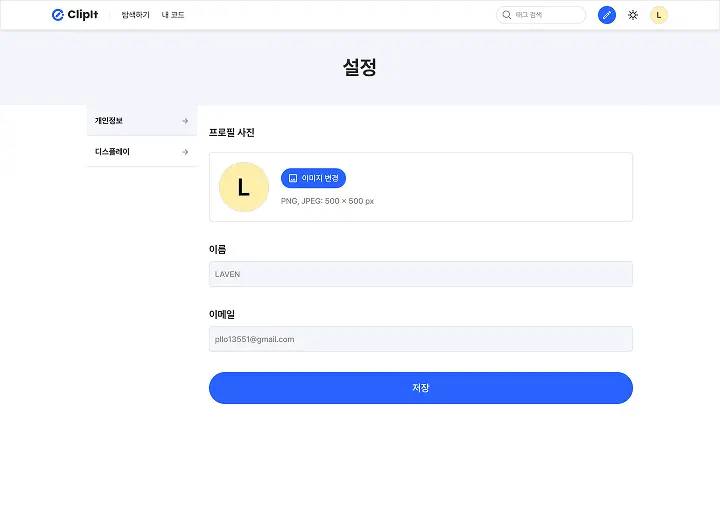 ClipIt 탐색하기 내 코드 태그 검색 L
설정
개인정보
디스플레이
프로필 사진
L
이미지 변경
PNG, JPEG: 500 × 500 px
이름
LAVEN
이메일
pllo13551@gmail.com
저장